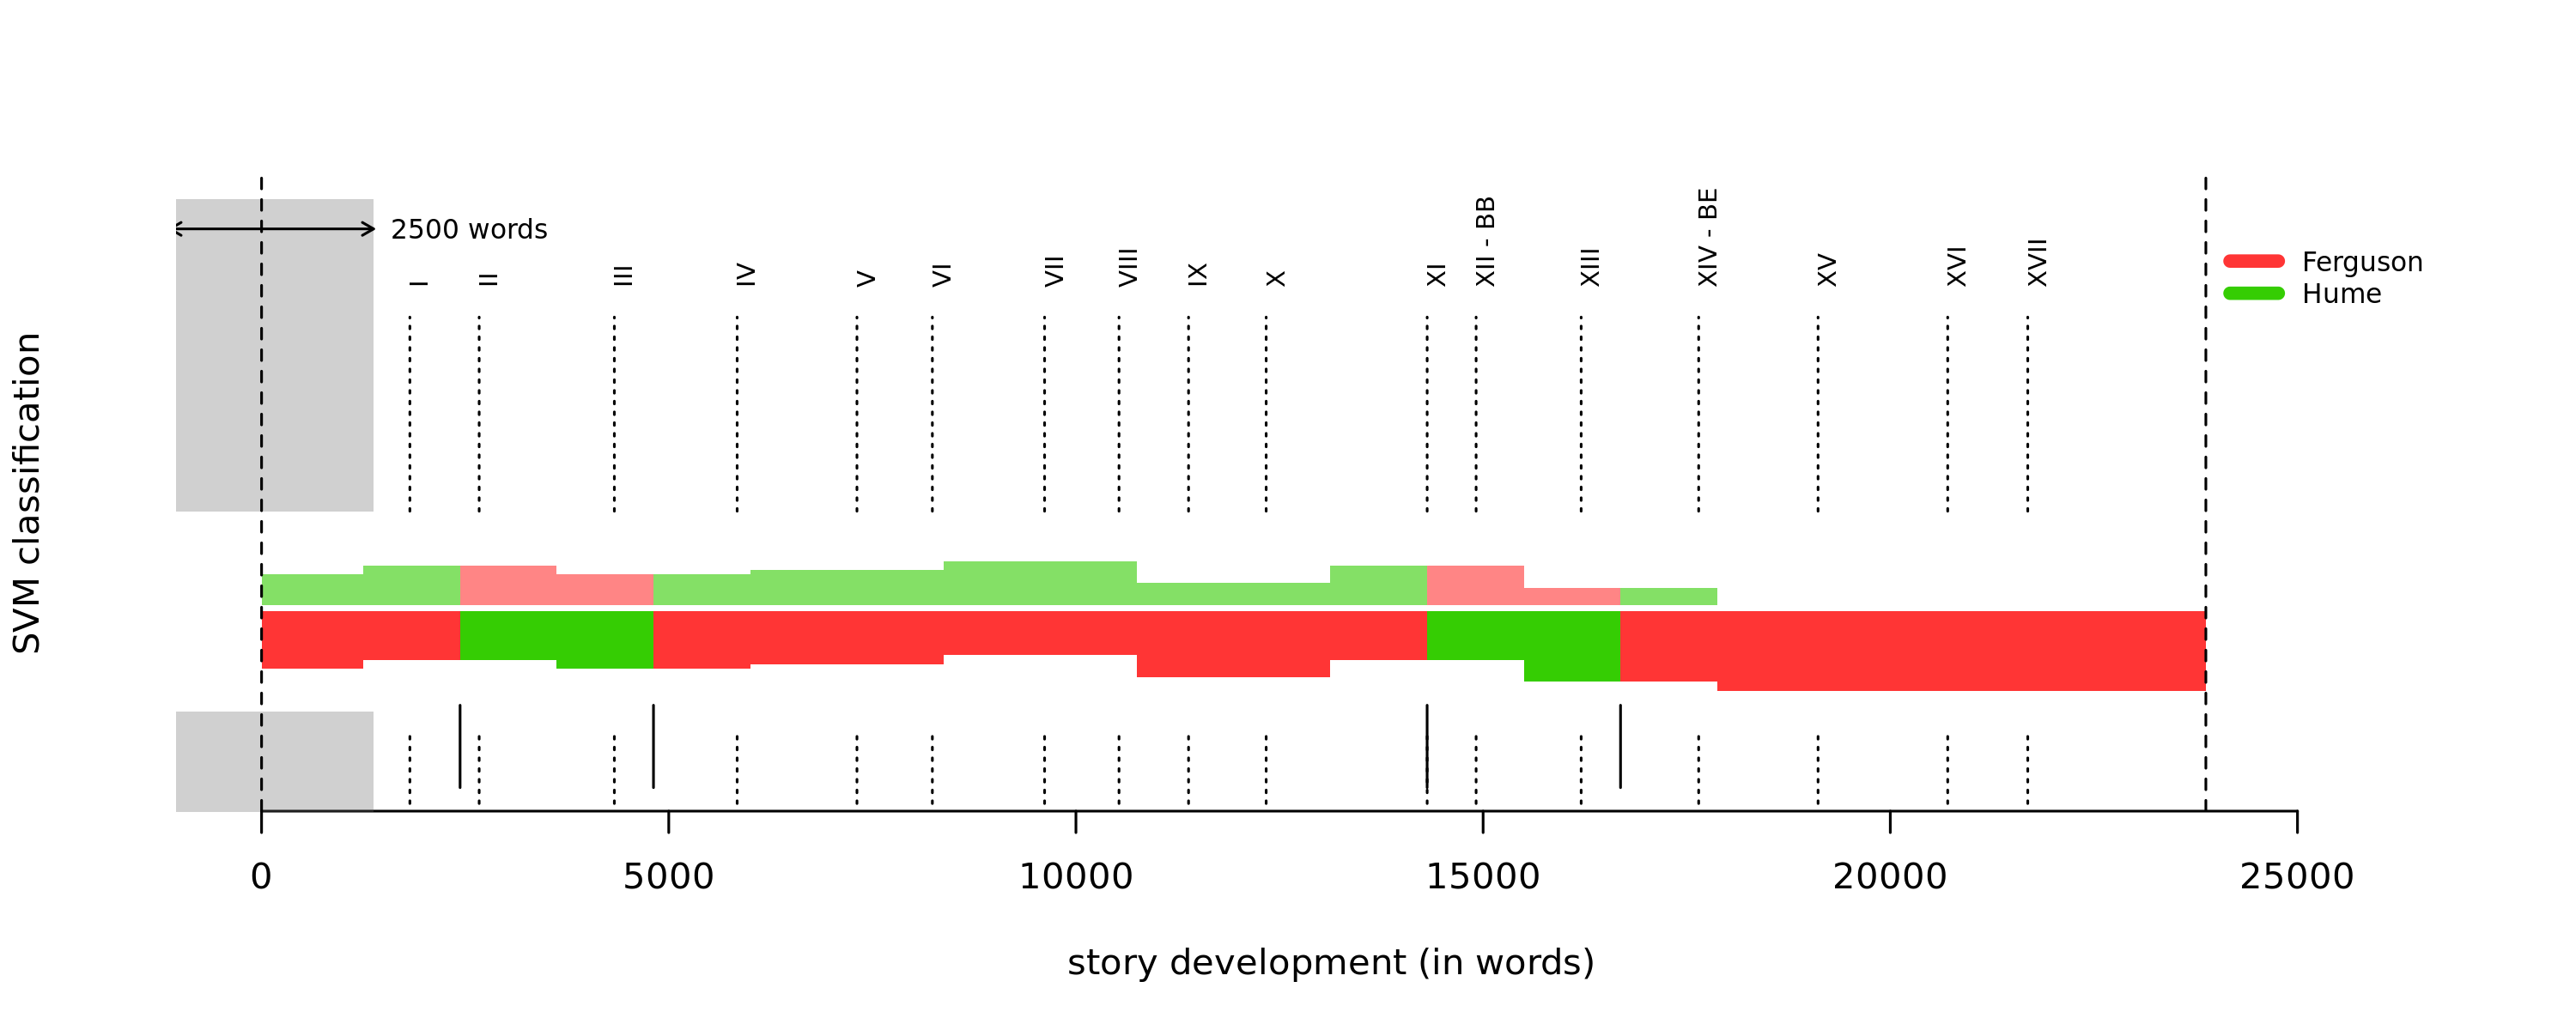 2500 words
I
II
III
IV
V
VI
VII
VIII
IX
X
XI
XII - BB
XIII
XIV - BE
XV
XVI
XVII
Ferguson
Hume
SVM classification
0
5000
10000
15000
20000
25000
story development (in words)